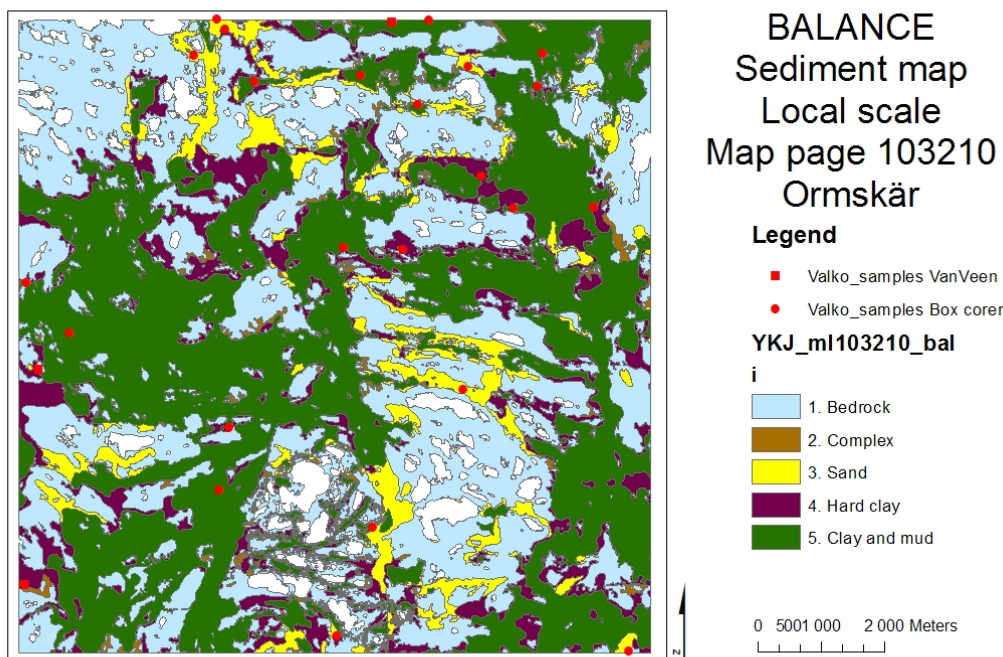 BALANCE
Sediment map
Local scale
Map page 103210
Ormskär
Legend
Valko_samples VanVeen
Valko_samples Box corer
YKJ_ml103210_bal
i
1. Bedrock
2. Complex
3. Sand
4. Hard clay
5. Clay and mud
0 5001 000 2 000 Meters
N